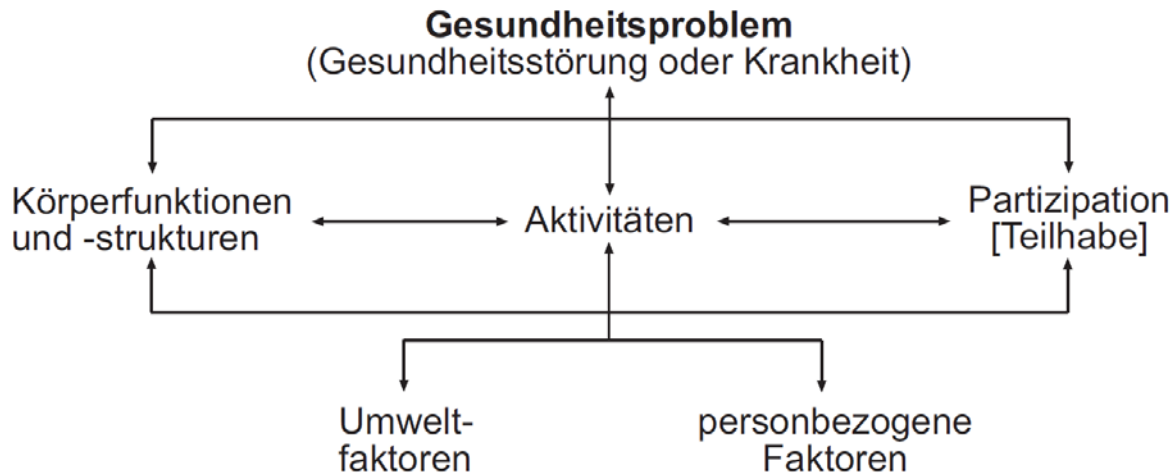 Gesundheitsproblem
(Gesundheitsstörung oder Krankheit)
Körperfunktionen
und -strukturen
Aktivitäten
Partizipation
[Teilhabe]
Umwelt-
faktoren
personbezogene
Faktoren